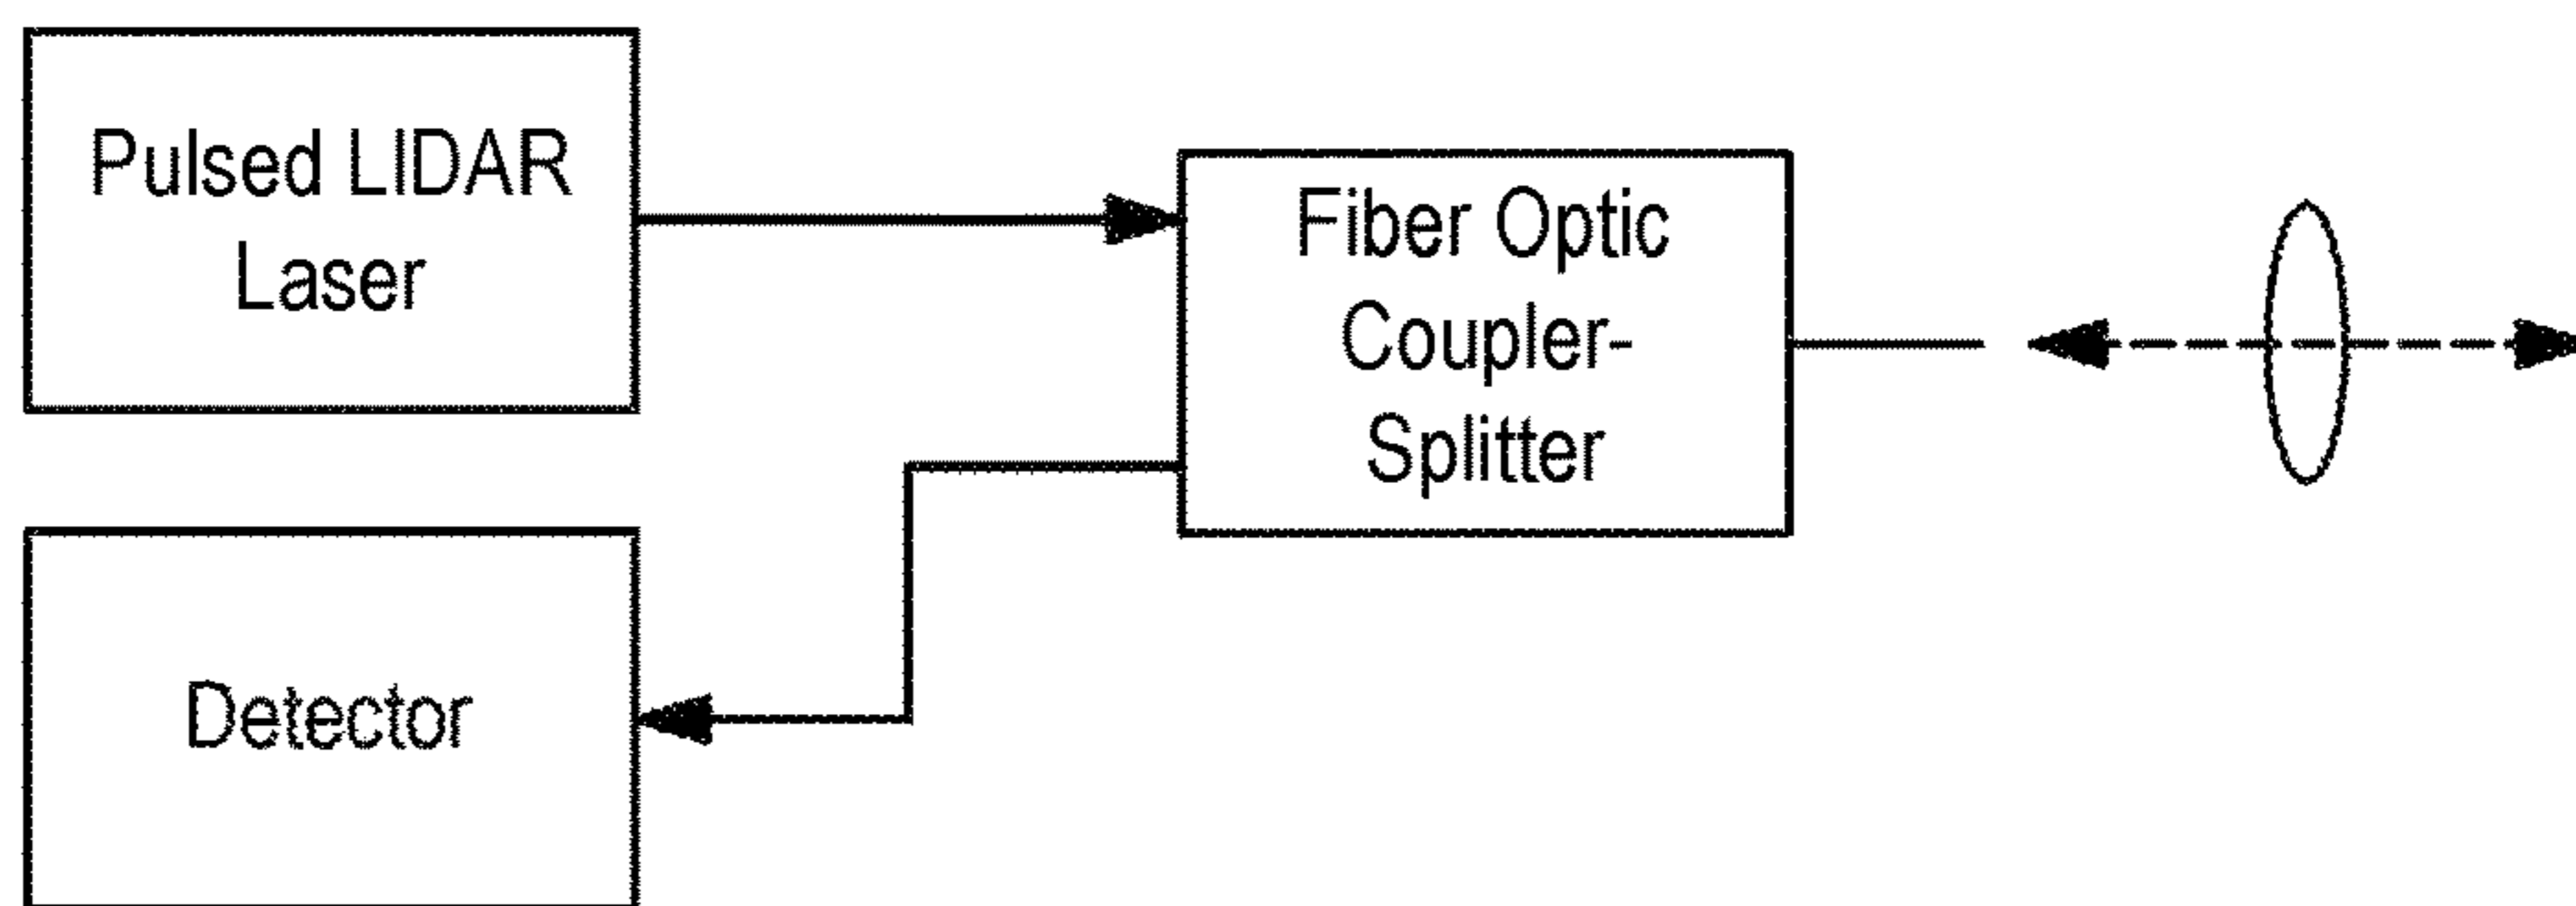 Pulsed LIDAR
Laser
Fiber Optic
Coupler-
Splitter
Detector